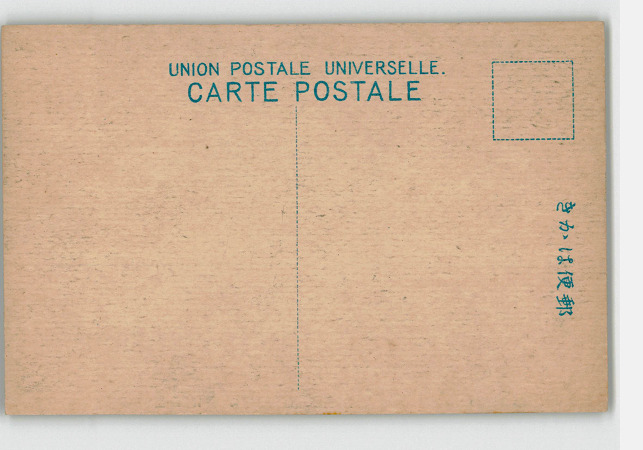 UNION POSTALE UNIVERSELLE.
CARTE POSTALE
郵便はかき